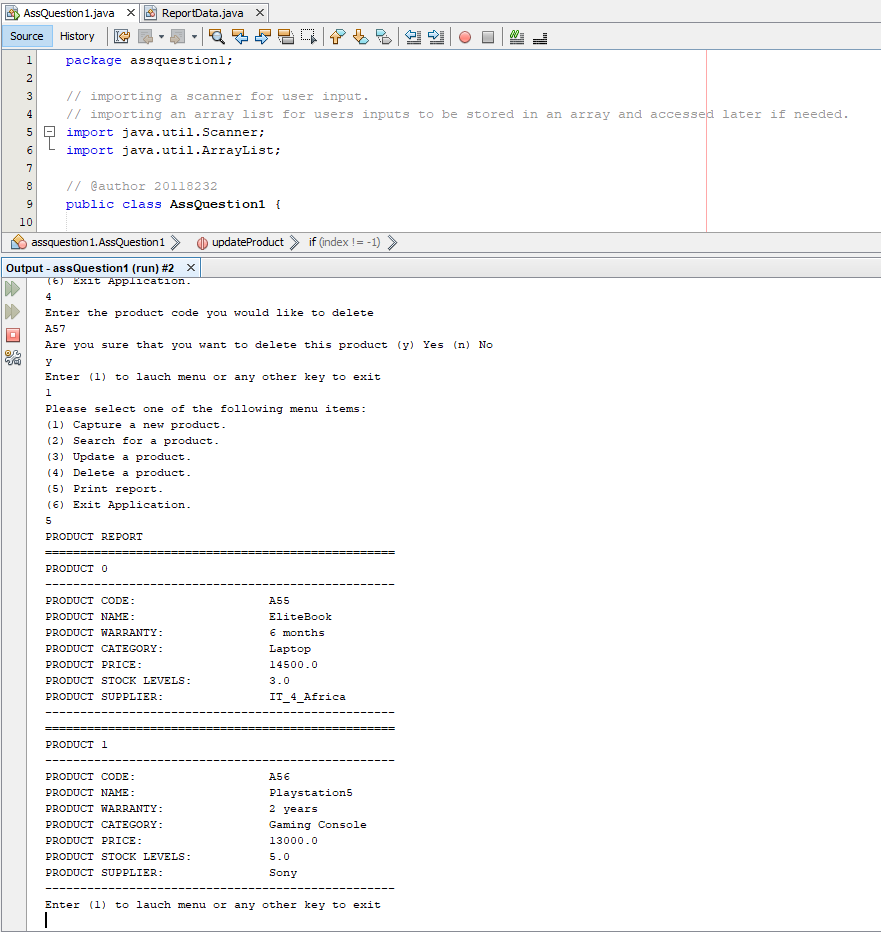 AssQuestion1.java ReportData.java
Source History
1 package assquestion1;
2
3 // importing a scanner for user input.
4 // importing an array list for users inputs to be stored in an array and accessed later if needed.
5 import java.util.Scanner;
6 import java.util.ArrayList;
7
8 // @author 20118232
9 public class AssQuestion1 {
10
assquestion1.AssQuestion1 updateProduct if (index != -1)
Output - assQuestion1 (run) #2
(6) Exit Application.
4
Enter the product code you would like to delete
A57
Are you sure that you want to delete this product (y) Yes (n) No
y
Enter (1) to lauch menu or any other key to exit
1
Please select one of the following menu items:
(1) Capture a new product.
(2) Search for a product.
(3) Update a product.
(4) Delete a product.
(5) Print report.
(6) Exit Application.
5
PRODUCT REPORT
==================================================
PRODUCT 0
--------------------------------------------------
PRODUCT CODE: A55
PRODUCT NAME: EliteBook
PRODUCT WARRANTY: 6 months
PRODUCT CATEGORY: Laptop
PRODUCT PRICE: 14500.0
PRODUCT STOCK LEVELS: 3.0
PRODUCT SUPPLIER: IT_4_Africa
--------------------------------------------------
==================================================
PRODUCT 1
--------------------------------------------------
PRODUCT CODE: A56
PRODUCT NAME: Playstation5
PRODUCT WARRANTY: 2 years
PRODUCT CATEGORY: Gaming Console
PRODUCT PRICE: 13000.0
PRODUCT STOCK LEVELS: 5.0
PRODUCT SUPPLIER: Sony
--------------------------------------------------
Enter (1) to lauch menu or any other key to exit